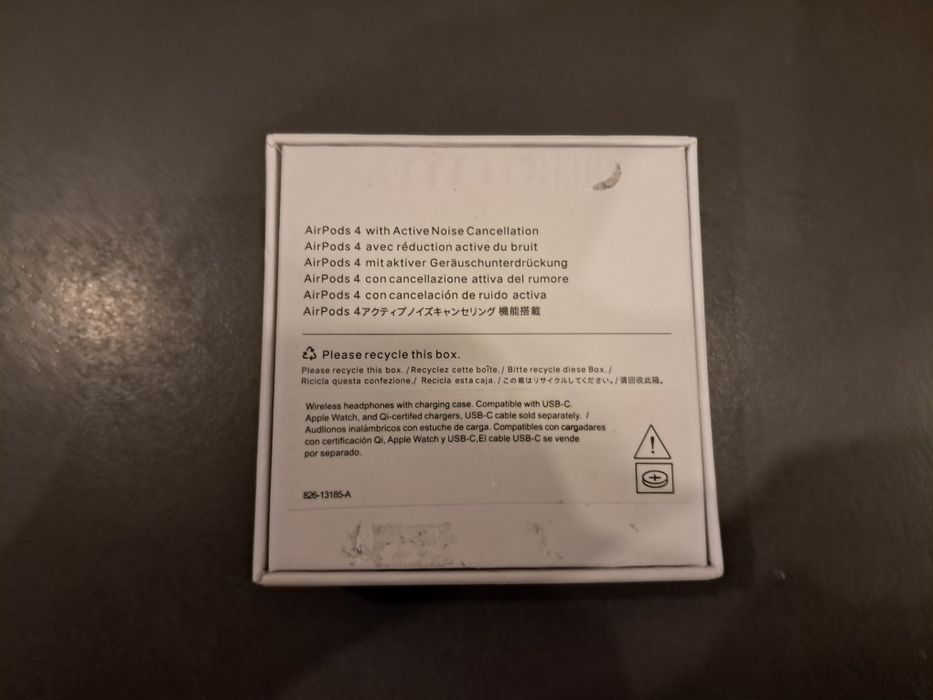 AirPods 4 with Active Noise Cancellation
AirPods 4 avec réduction active du bruit
AirPods 4 mit aktiver Geräuschunterdrückung
AirPods 4 con cancellazione attiva del rumore
AirPods 4 con cancelación de ruido activa
AirPods 4アクティブノイズキャンセリング 機能搭載
Please recycle this box.
Please recycle this box. / Recyclez cette boîte. / Bitte recycle diese Box. /
Ricicla questa confezione. / Recicla esta caja. / この箱はリサイクルしてください。/ 请回收此箱。
Wireless headphones with charging case. Compatible with USB-C.
Apple Watch, and Qi-certifed chargers, USB-C cable sold separately. /
Audllonos inalámbricos con estuche de carga. Compatibles con cargadares
con certificación Qi, Apple Watch y USB-C,El cable USB-C se vende
por separado.
826-13185-A